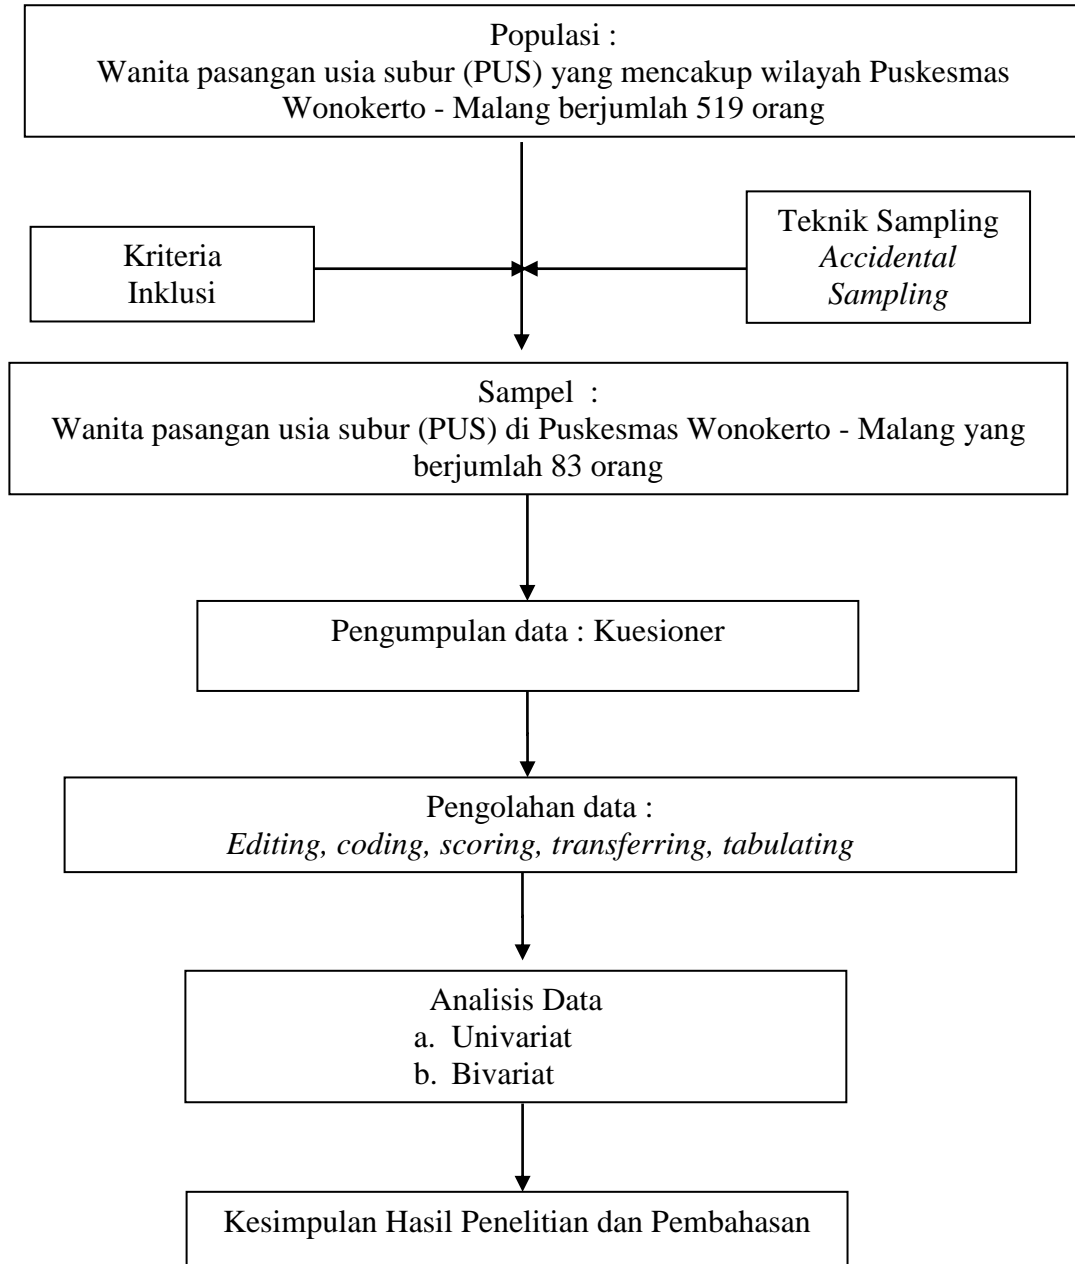 Populasi :
Wanita pasangan usia subur (PUS) yang mencakup wilayah Puskesmas
Wonokerto - Malang berjumlah 519 orang
Kriteria
Inklusi
Teknik Sampling
Accidental
Sampling
Sampel :
Wanita pasangan usia subur (PUS) di Puskesmas Wonokerto - Malang yang
berjumlah 83 orang
Pengumpulan data : Kuesioner
Pengolahan data :
Editing, coding, scoring, transferring, tabulating
Analisis Data
a. Univariat
b. Bivariat
Kesimpulan Hasil Penelitian dan Pembahasan